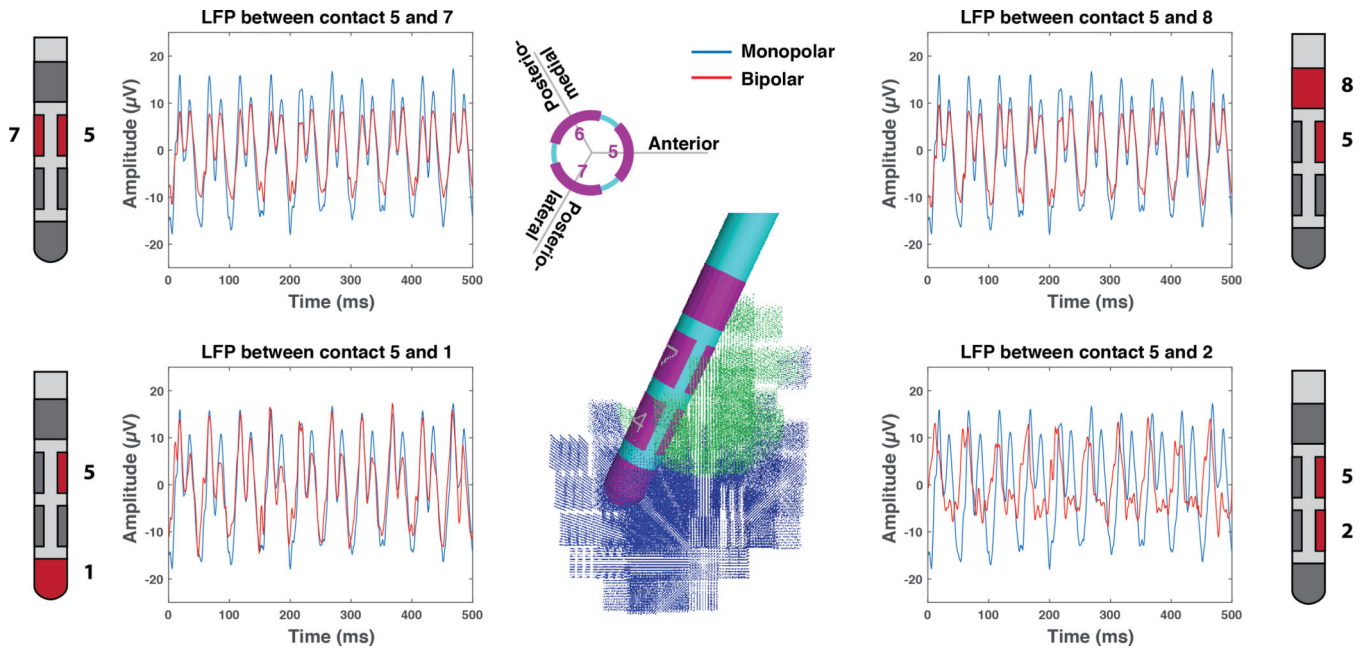 LFP between contact 5 and 7
20
10
0
-10
-20
Amplitude (µV)
0 100 200 300 400 500
Time (ms)
7 5
Posterio-
medial
Anterior
Posterio-
lateral
6
5
7
Monopolar
Bipolar
LFP between contact 5 and 8
20
10
0
-10
-20
Amplitude (µV)
0 100 200 300 400 500
Time (ms)
8
5
7
4
LFP between contact 5 and 1
20
10
0
-10
-20
Amplitude (µV)
0 100 200 300 400 500
Time (ms)
5
1
LFP between contact 5 and 2
20
10
0
-10
-20
Amplitude (µV)
0 100 200 300 400 500
Time (ms)
5
2